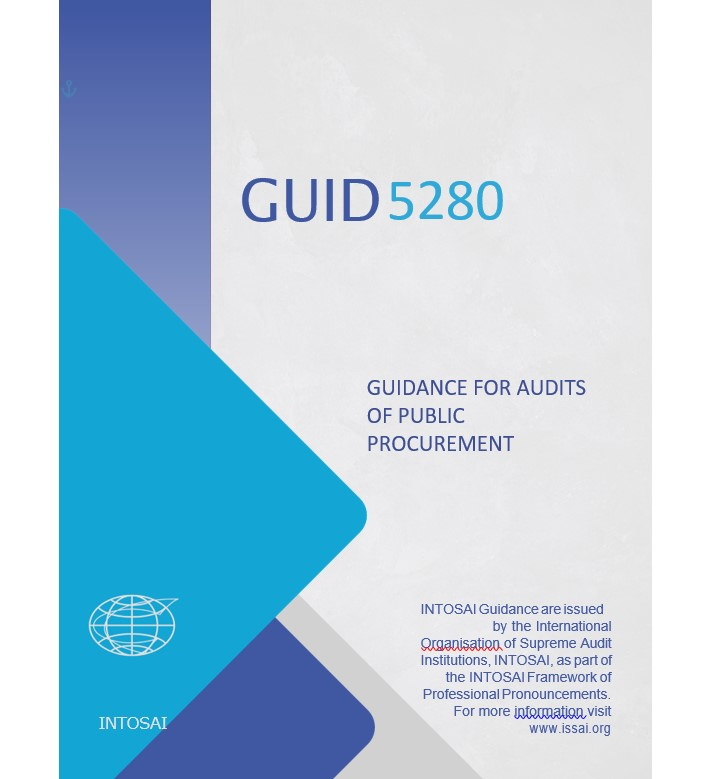 GUID 5280
GUIDANCE FOR AUDITS
OF PUBLIC
PROCUREMENT
INTOSAI Guidance are issued
by the International
Organisation of Supreme Audit
Institutions, INTOSAI, as part of
the INTOSAI Framework of
Professional Pronouncements.
For more information visit
www.issai.org
INTOSAI